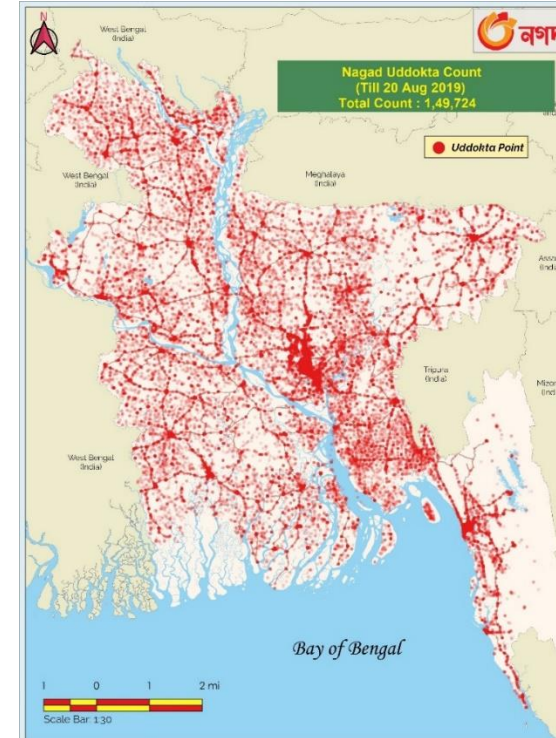 N
West Bengal
(India)
নগদ
Nagad Uddokta Count
(Till 20 Aug 2019)
Total Count : 1,49,724
Uddokta Point
West Bengal
(India)
Meghalaya
(India)
Tripura
(India)
West Bengal
(India)
Bay of Bengal
1 0 1 2 mi
Scale Bar: 1:30